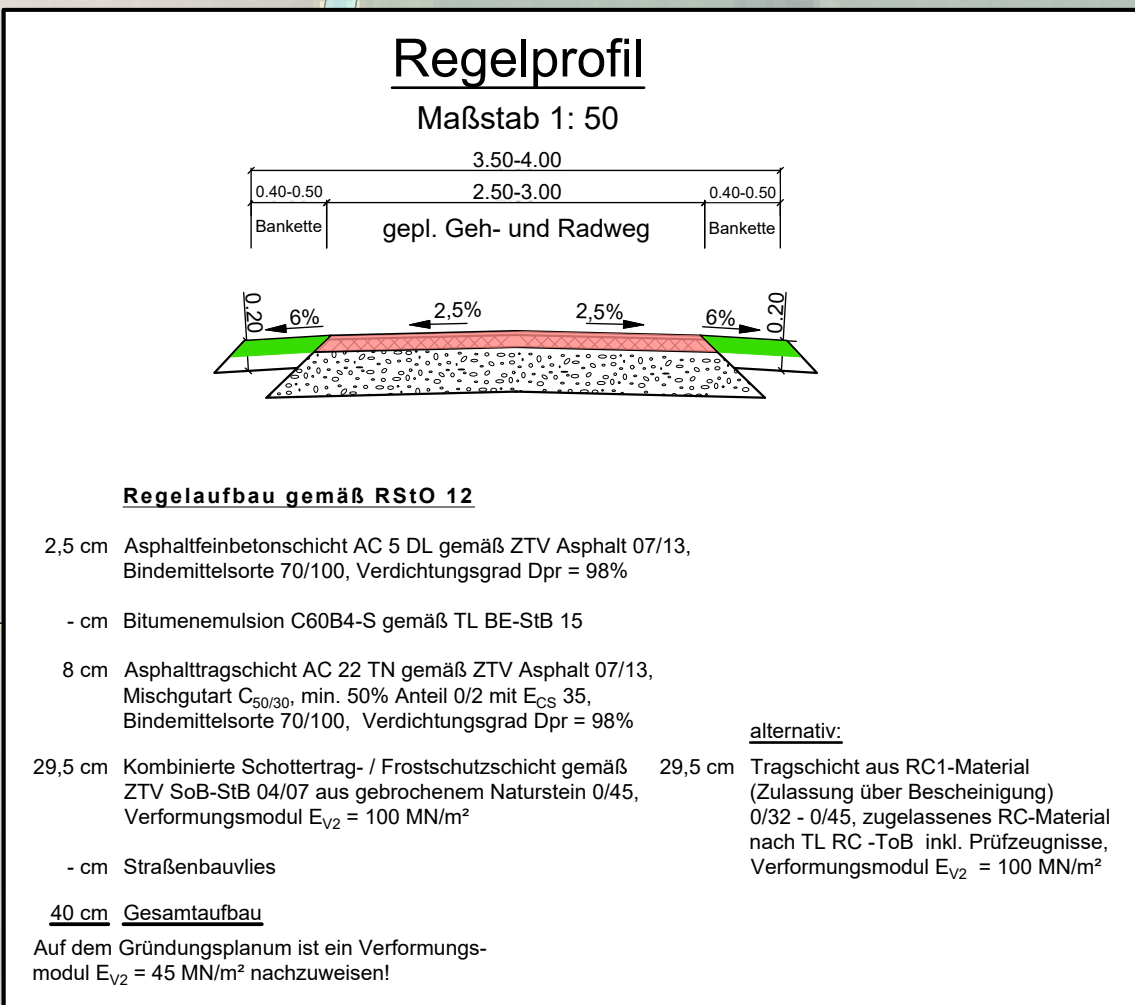 Regelprofil
Maßstab 1: 50
3.50-4.00
0.40-0.50 2.50-3.00 0.40-0.50
Bankette gepl. Geh- und Radweg Bankette
0.20 6% 2,5% 2,5% 6% 0.20
Regelaufbau gemäß RStO 12
2,5 cm Asphaltfeinbetonschicht AC 5 DL gemäß ZTV Asphalt 07/13,
Bindemittelsorte 70/100, Verdichtungsgrad Dpr = 98%
- cm Bitumenemulsion C60B4-S gemäß TL BE-StB 15
8 cm Asphalttragschicht AC 22 TN gemäß ZTV Asphalt 07/13,
Mischgutart C50/30, min. 50% Anteil 0/2 mit ECS 35,
Bindemittelsorte 70/100, Verdichtungsgrad Dpr = 98%
29,5 cm Kombinierte Schottertrag- / Frostschutzschicht gemäß
ZTV SoB-StB 04/07 aus gebrochenem Naturstein 0/45,
Verformungsmodul EV2 = 100 MN/m²
- cm Straßenbauvlies
40 cm Gesamtaufbau
Auf dem Gründungsplanum ist ein Verformungs-
modul EV2 = 45 MN/m² nachzuweisen!
alternativ:
29,5 cm Tragschicht aus RC1-Material
(Zulassung über Bescheinigung)
0/32 - 0/45, zugelassenes RC-Material
nach TL RC -ToB inkl. Prüfzeugnisse,
Verformungsmodul EV2 = 100 MN/m²